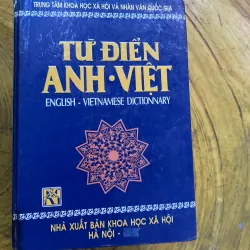 TRUNG TÂM KHOA HỌC XÃ HỘI VÀ NHÂN VĂN QUỐC GIA
TỪ ĐIỂN
ANH·VIỆT
ENGLISH - VIETNAMESE DICTIONNARY
NHÀ XUẤT BẢN KHOA HỌC XÃ HỘI
HÀ NỘI -